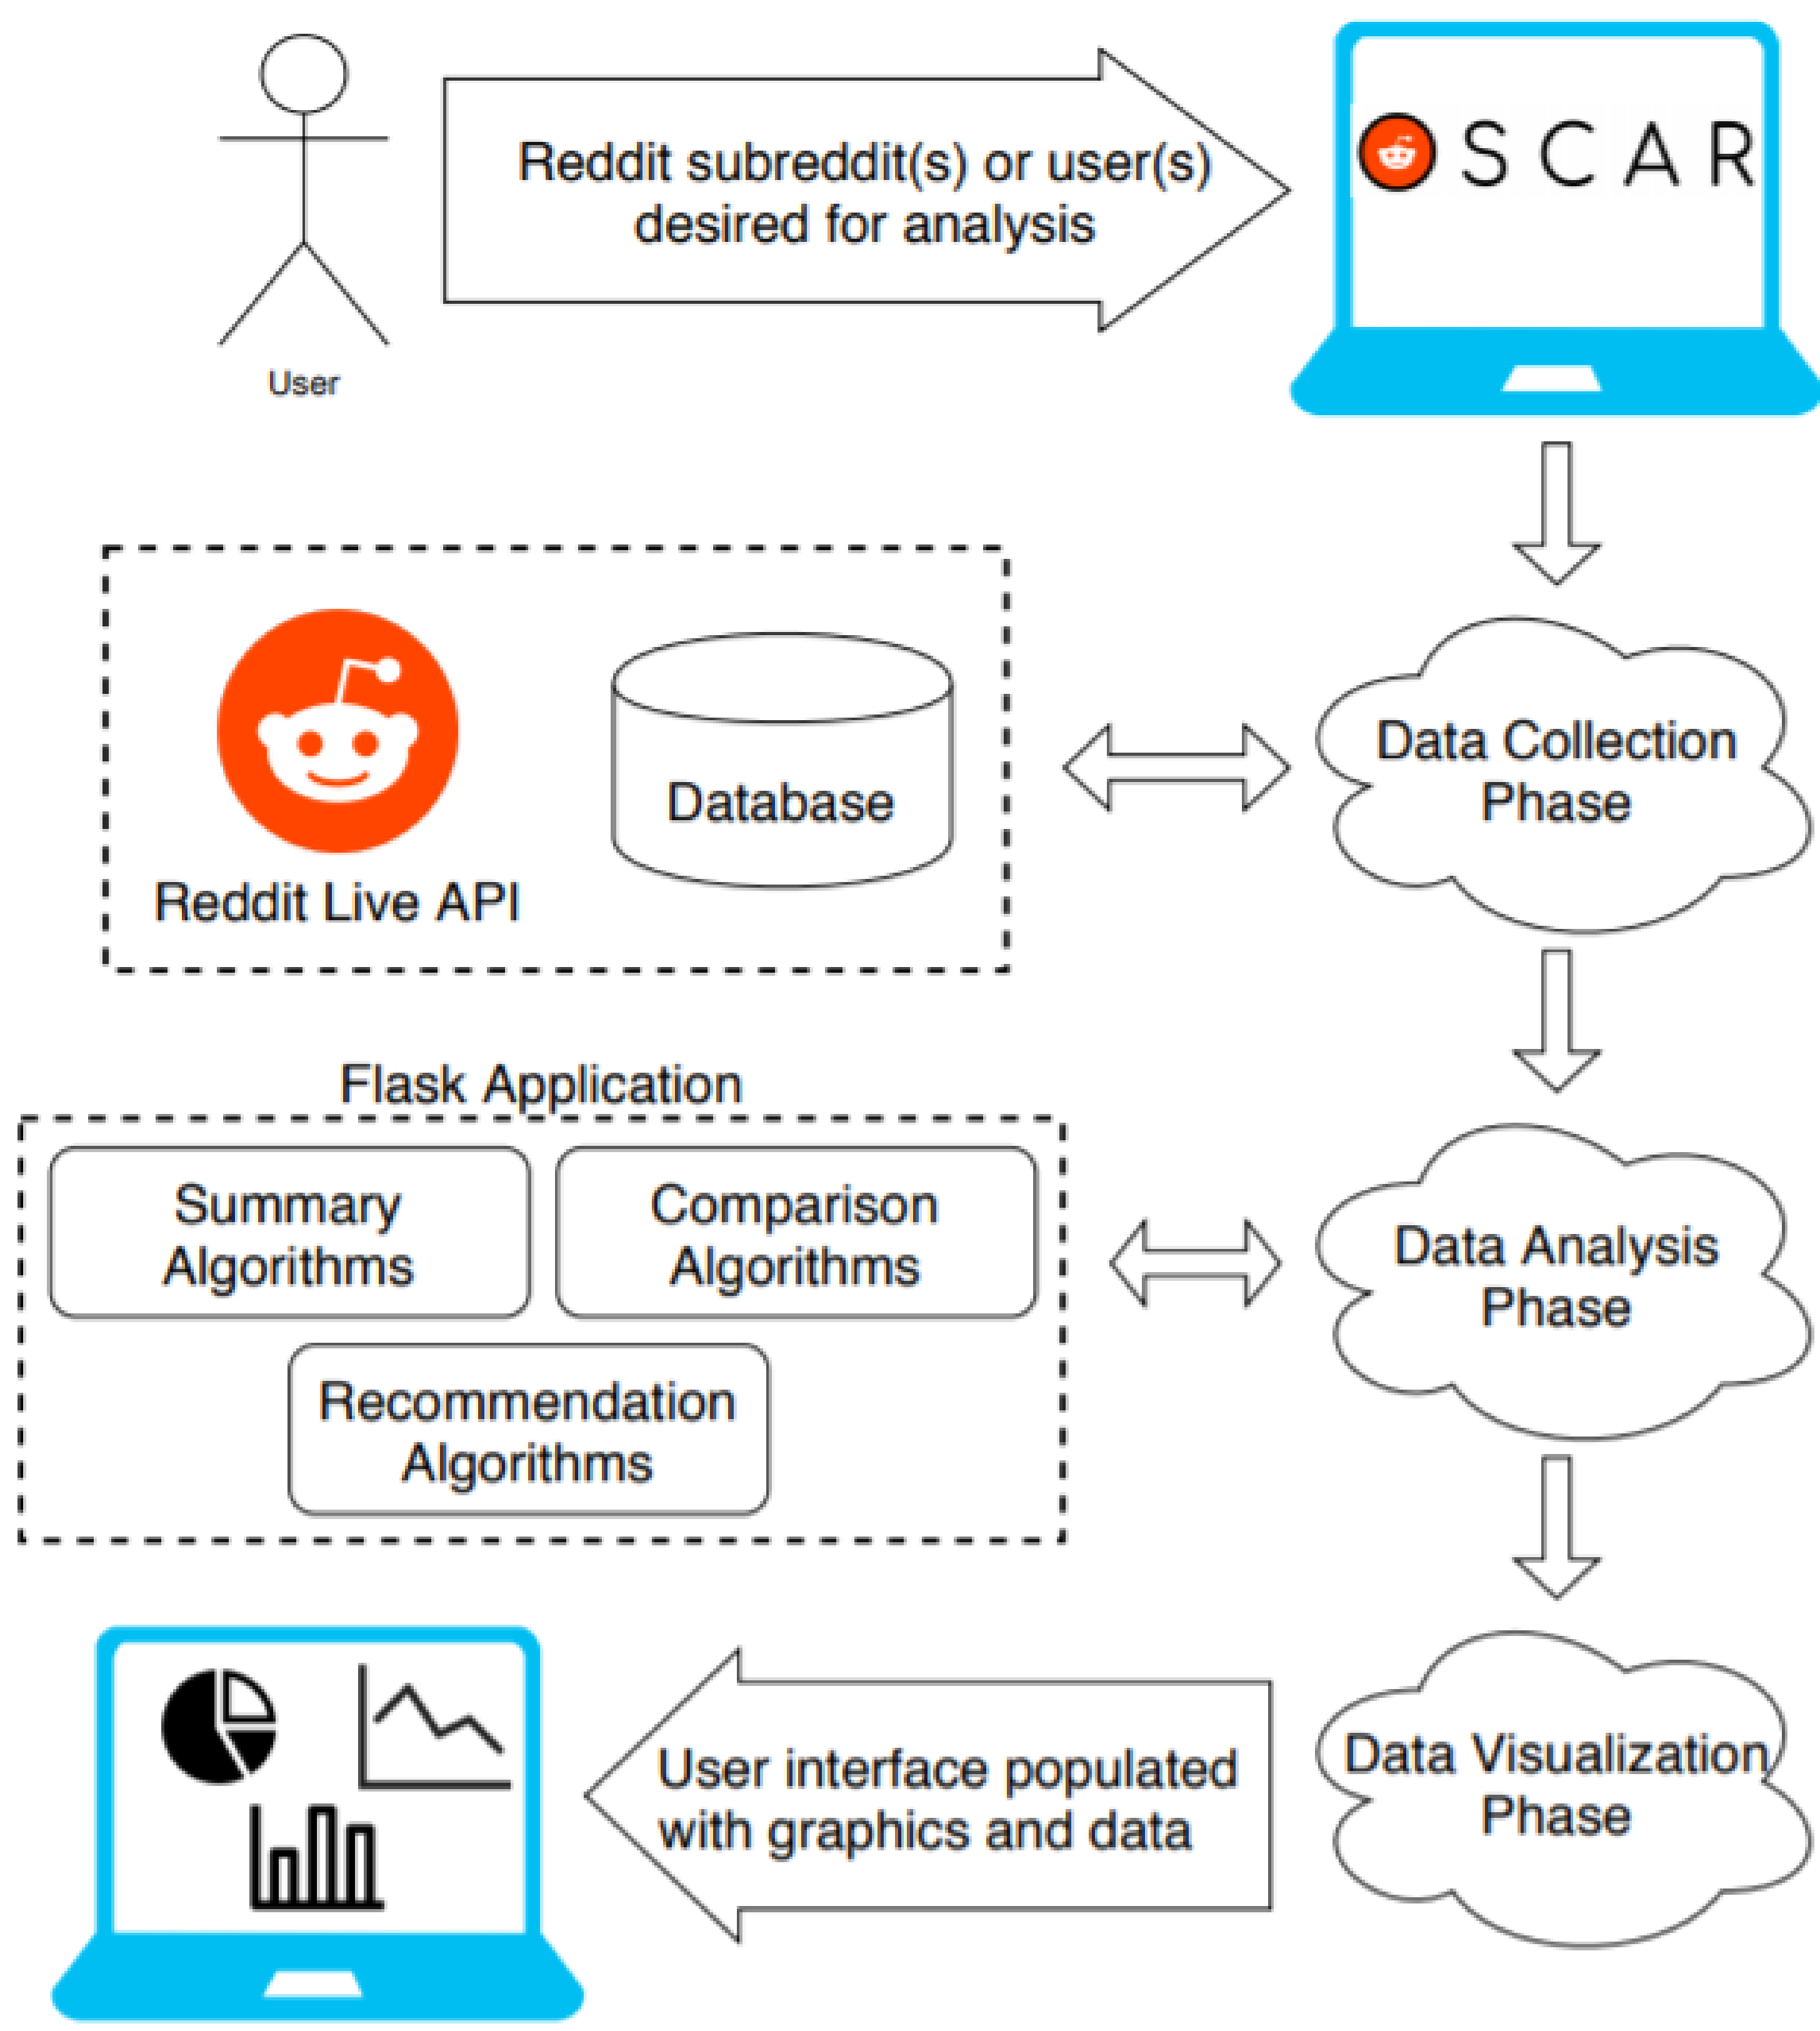 Reddit subreddit(s) or user(s)
desired for analysis
SCAR
User
Reddit Live API
Database
Data Collection
Phase
Flask Application
Summary
Algorithms
Comparison
Algorithms
Recommendation
Algorithms
Data Analysis
Phase
User interface populated
with graphics and data
Data Visualization
Phase